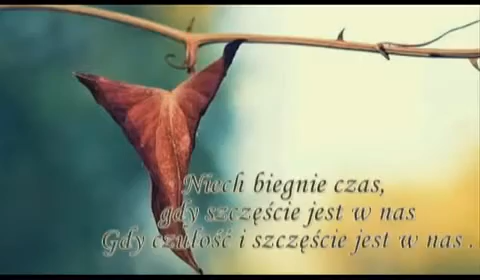 Niech biegnie czas,
gdy szczęście jest w nas
Gdy czułość i szczęście jest w nas .